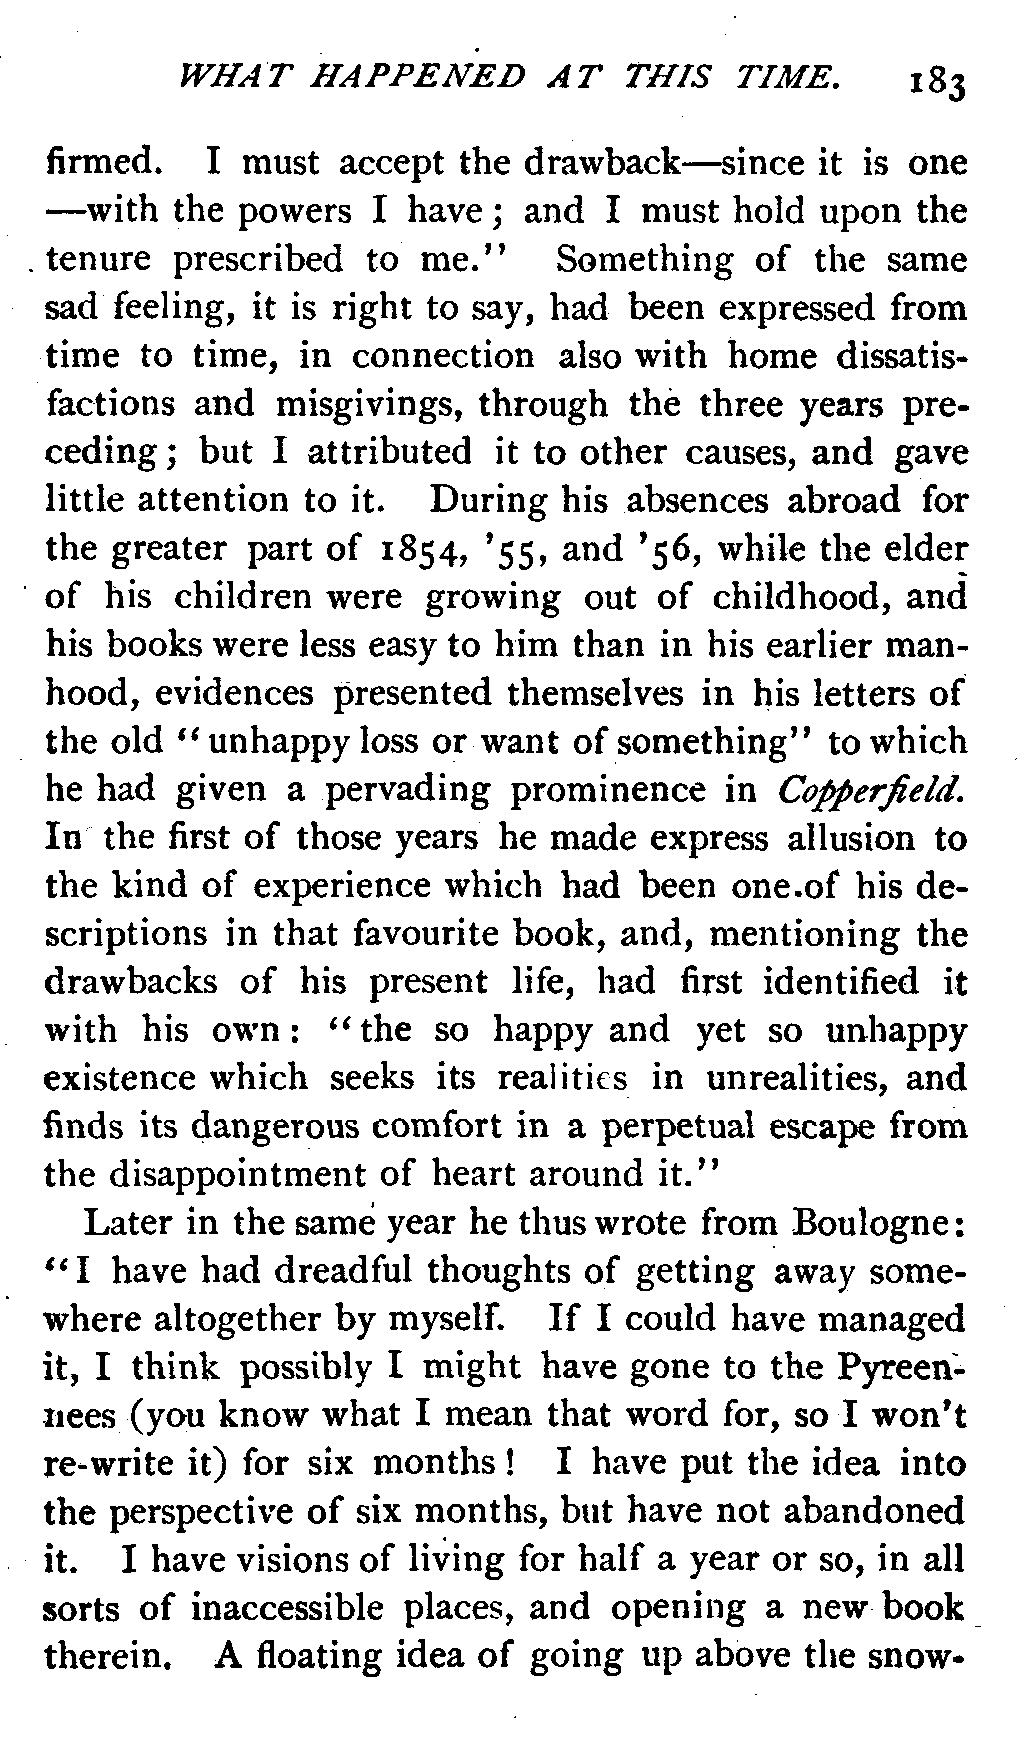 WHAT HAPPENED AT THIS TIME. 183
firmed. I must accept the drawback—since it is one
—with the powers I have; and I must hold upon the
tenure prescribed to me." Something of the same
sad feeling, it is right to say, had been expressed from
time to time, in connection also with home dissatis-
factions and misgivings, through the three years pre-
ceding; but I attributed it to other causes, and gave
little attention to it. During his absences abroad for
the greater part of 1854, '55, and '56, while the elder
of his children were growing out of childhood, and
his books were less easy to him than in his earlier man-
hood, evidences presented themselves in his letters of
the old "unhappy loss or want of something" to which
he had given a pervading prominence in Copperfield.
In the first of those years he made express allusion to
the kind of experience which had been one of his de-
scriptions in that favourite book, and, mentioning the
drawbacks of his present life, had first identified it
with his own: "the so happy and yet so unhappy
existence which seeks its realities in unrealities, and
finds its dangerous comfort in a perpetual escape from
the disappointment of heart around it."
Later in the same year he thus wrote from Boulogne:
"I have had dreadful thoughts of getting away some-
where altogether by myself. If I could have managed
it, I think possibly I might have gone to the Pyreen-
nees (you know what I mean that word for, so I won't
re-write it) for six months! I have put the idea into
the perspective of six months, but have not abandoned
it. I have visions of living for half a year or so, in all
sorts of inaccessible places, and opening a new book
therein. A floating idea of going up above the snow-